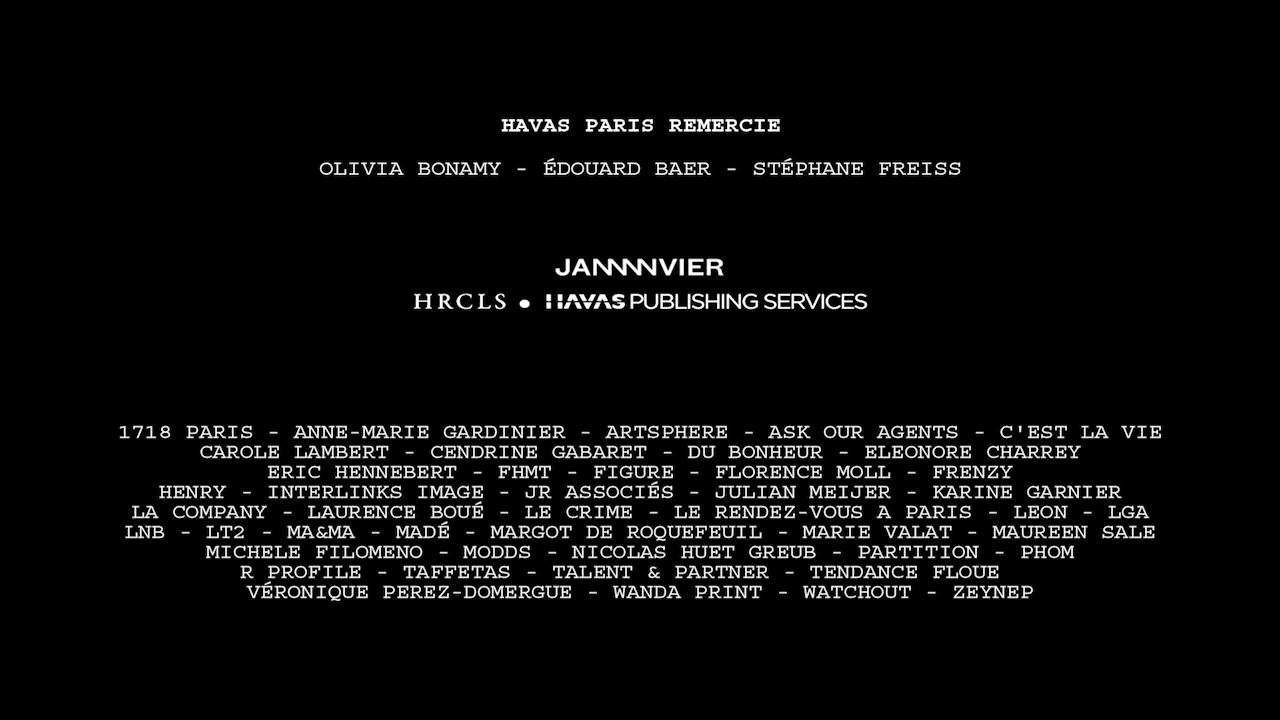 HAVAS PARIS REMERCIE
OLIVIA BONAMY - ÉDOUARD BAER - STÉPHANE FREISS
JANNNNVIER
HRCLS • HAVAS PUBLISHING SERVICES
1718 PARIS - ANNE-MARIE GARDINIER - ARTSPHERE - ASK OUR AGENTS - C'EST LA VIE
CAROLE LAMBERT - CENDRINE GABARET - DU BONHEUR - ELEONORE CHARREY
ERIC HENNEBERT - FHMT - FIGURE - FLORENCE MOLL - FRENZY
HENRY - INTERLINKS IMAGE - JR ASSOCIÉS - JULIAN MEIJER - KARINE GARNIER
LA COMPANY - LAURENCE BOUÉ - LE CRIME - LE RENDEZ-VOUS A PARIS - LEON - LGA
LNB - LT2 - MA&MA - MADÉ - MARGOT DE ROQUEFEUIL - MARIE VALAT - MAUREEN SALE
MICHELE FILOMENO - MODDS - NICOLAS HUET GREUB - PARTITION - PHOM
R PROFILE - TAFFETAS - TALENT & PARTNER - TENDANCE FLOUE
VÉRONIQUE PEREZ-DOMERGUE - WANDA PRINT - WATCHOUT - ZEYNEP